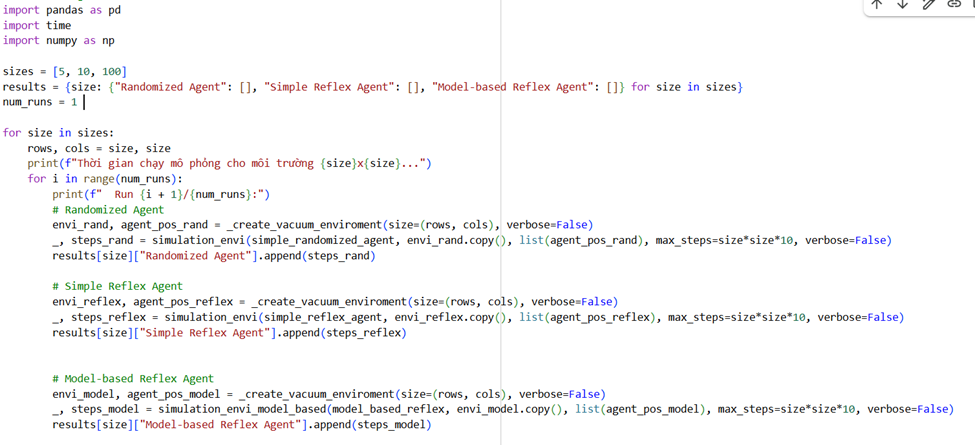 import pandas as pd
import time
import numpy as np
sizes = [5, 10, 100]
results = {size: {"Randomized Agent": [], "Simple Reflex Agent": [], "Model-based Reflex Agent": []} for size in sizes}
num_runs = 1
for size in sizes:
    rows, cols = size, size
    print(f"Thời gian chạy mô phỏng cho môi trường {size}x{size}...")
    for i in range(num_runs):
        print(f"  Run {i + 1}/{num_runs}:")
        # Randomized Agent
        envi_rand, agent_pos_rand = _create_vacuum_enviroment(size=(rows, cols), verbose=False)
        _, steps_rand = simulation_envi(simple_randomized_agent, envi_rand.copy(), list(agent_pos_rand), max_steps=size*size*10, verbose=False)
        results[size]["Randomized Agent"].append(steps_rand)
        # Simple Reflex Agent
        envi_reflex, agent_pos_reflex = _create_vacuum_enviroment(size=(rows, cols), verbose=False)
        _, steps_reflex = simulation_envi(simple_reflex_agent, envi_reflex.copy(), list(agent_pos_reflex), max_steps=size*size*10, verbose=False)
        results[size]["Simple Reflex Agent"].append(steps_reflex)
        # Model-based Reflex Agent
        envi_model, agent_pos_model = _create_vacuum_enviroment(size=(rows, cols), verbose=False)
        _, steps_model = simulation_envi_model_based(model_based_reflex, envi_model.copy(), list(agent_pos_model), max_steps=size*size*10, verbose=False)
        results[size]["Model-based Reflex Agent"].append(steps_model)